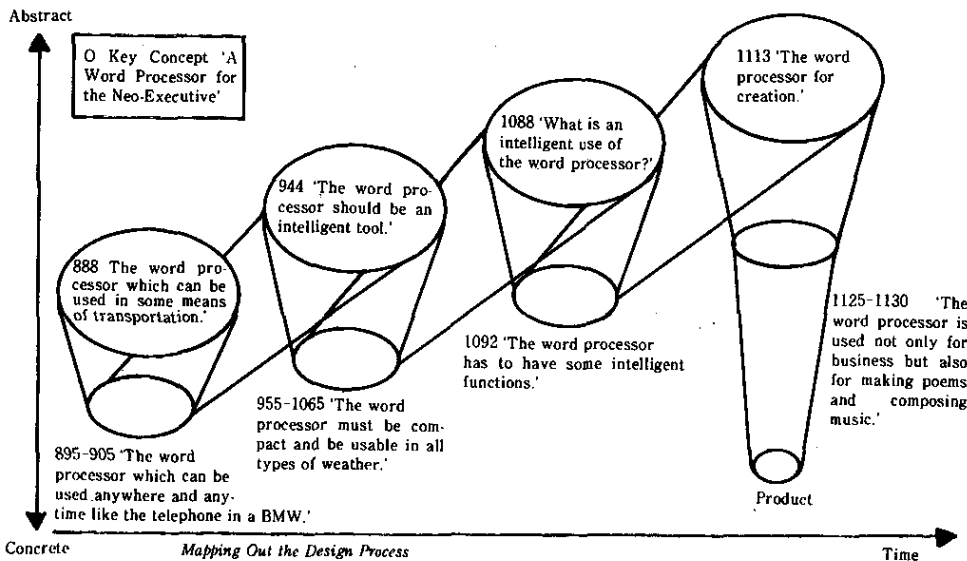 Abstract
O Key Concept 'A
Word Processor for
the Neo-Executive'
888 The word pro-
cessor which can be
used in some means
of transportation.'
895-905 'The word
processor which can be
used anywhere and any-
time like the telephone in a BMW.'
944 'The word pro-
cessor should be an
intelligent tool.'
955-1065 'The word
processor must be com-
pact and be usable in all
types of weather.'
1088 'What is an
intelligent use of
the word processor?'
1092 'The word processor
has to have some intelligent
functions.'
1113 'The word
processor for
creation.'
1125-1130 'The
word processor is
used not only for
business but also
for making poems
and composing
music.'
Product
Concrete
Mapping Out the Design Process
Time